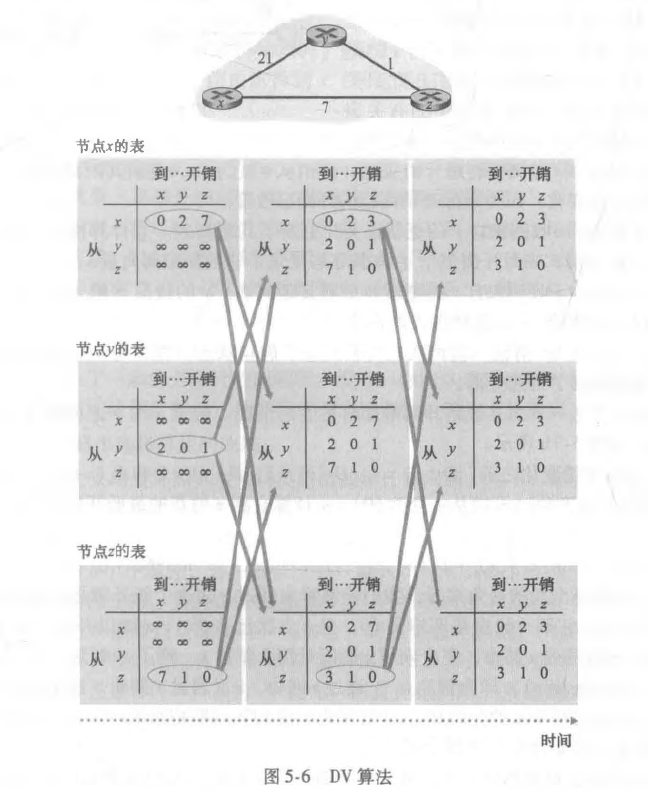 y
21
1
x
7
z
节点x的表
到…开销 到…开销 到…开销
x y z x y z x y z
x 0 2 7 x 0 2 3 x 0 2 3
从 y ∞ ∞ ∞ 从 y 2 0 1 从 y 2 0 1
z ∞ ∞ ∞ z 7 1 0 z 3 1 0
节点y的表
到…开销 到…开销 到…开销
x y z x y z x y z
x ∞ ∞ ∞ x 0 2 7 x 0 2 3
从 y 2 0 1 从 y 2 0 1 从 y 2 0 1
z ∞ ∞ ∞ z 7 1 0 z 3 1 0
节点z的表
到…开销 到…开销 到…开销
x y z x y z x y z
x ∞ ∞ ∞ x 0 2 7 x 0 2 3
从 y ∞ ∞ ∞ 从 y 2 0 1 从 y 2 0 1
z 7 1 0 z 3 1 0 z 3 1 0
时间
图 5-6 DV 算法